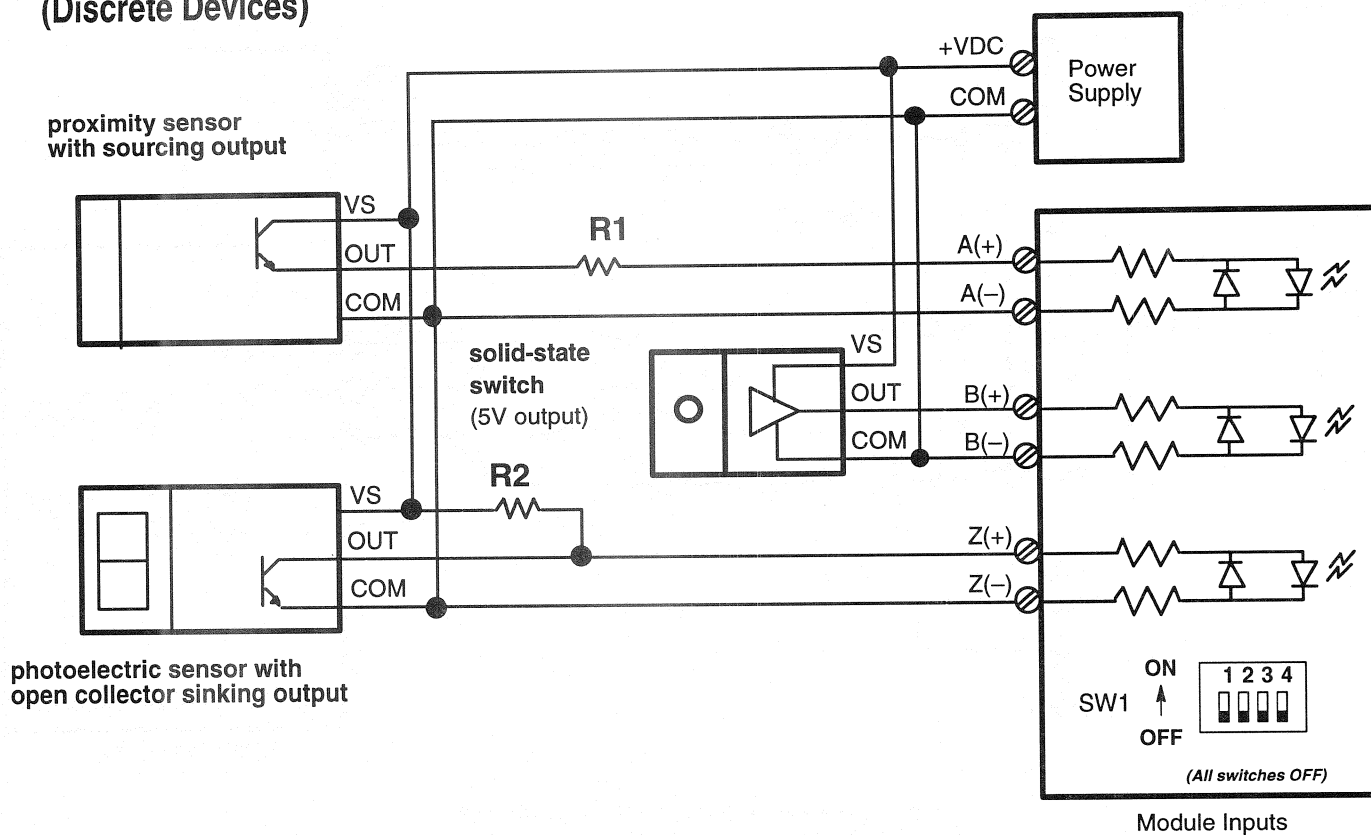 (Discrete Devices)
+VDC
COM
Power
Supply
proximity sensor
with sourcing output
VS
OUT
COM
R1
A(+)
A(–)
solid-state
switch
(5V output)
VS
OUT
COM
B(+)
B(–)
R2
VS
OUT
COM
Z(+)
Z(–)
photoelectric sensor with
open collector sinking output
ON
SW1
OFF
1 2 3 4
(All switches OFF)
Module Inputs